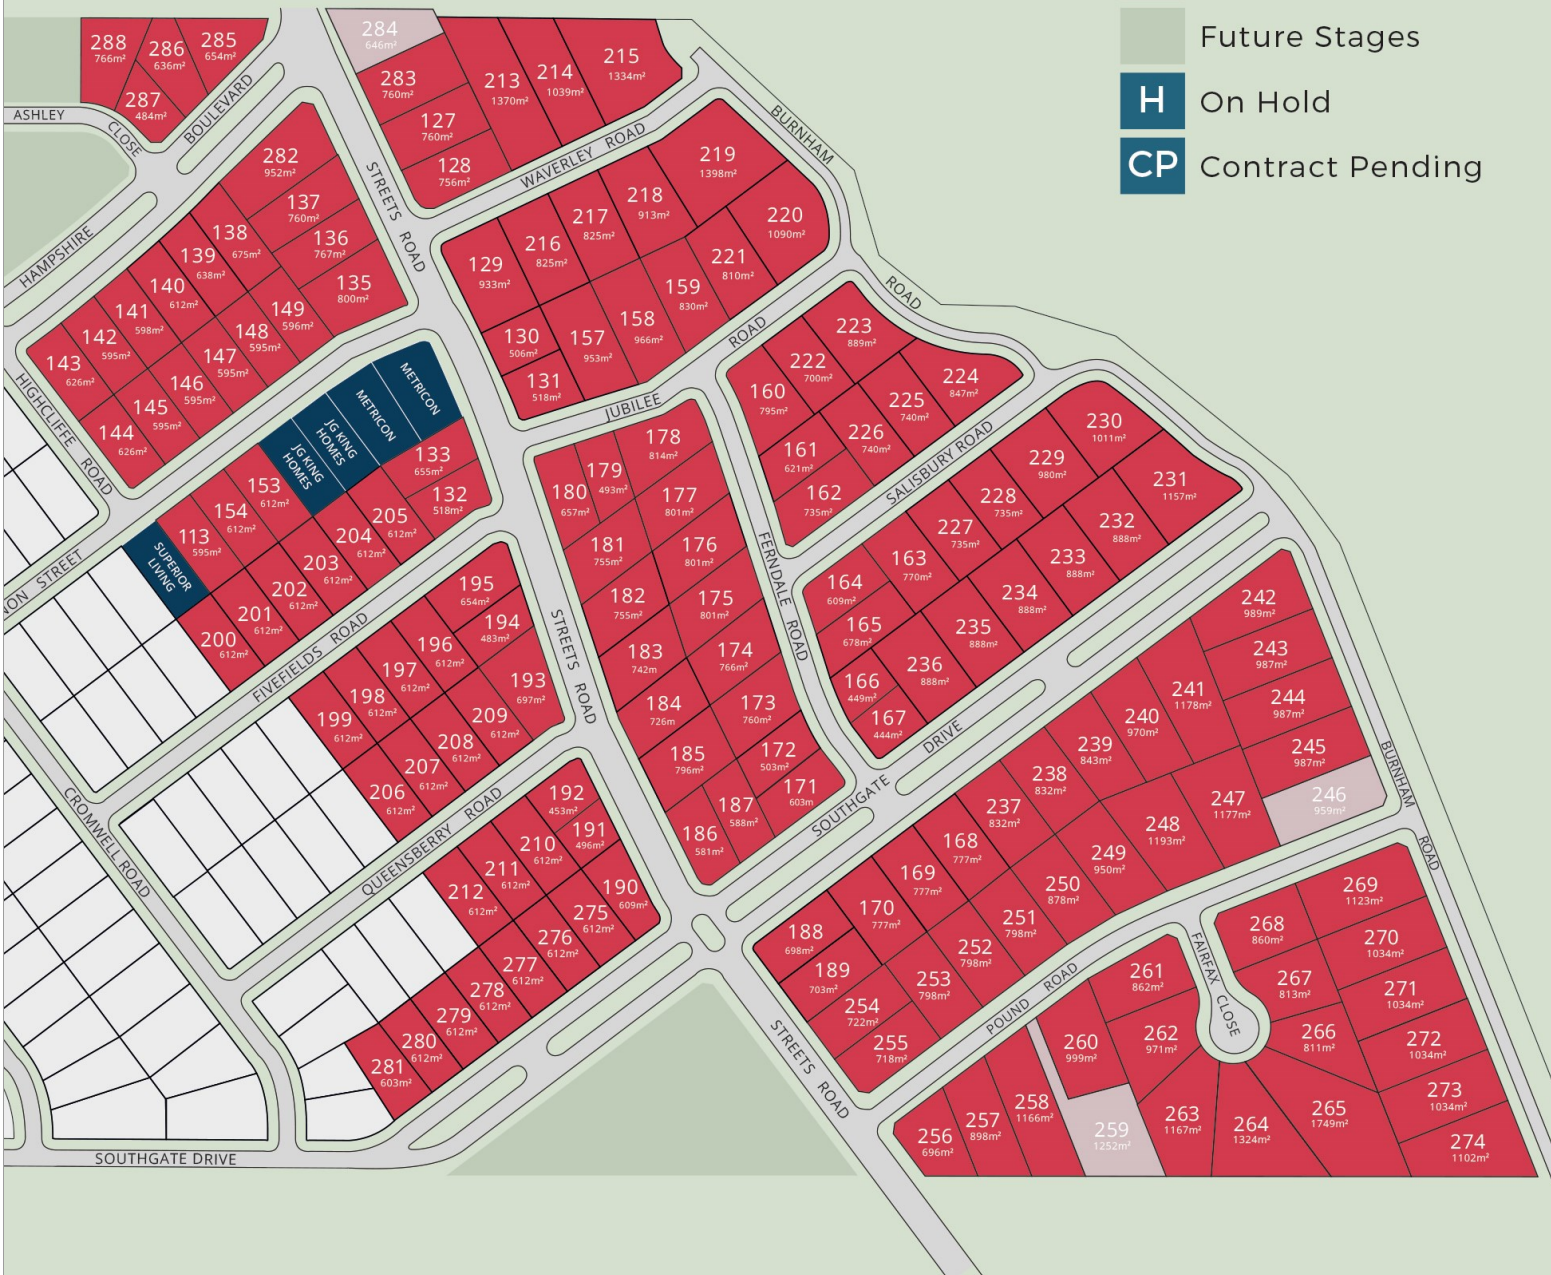 Future Stages
H On Hold
CP Contract Pending
288
766m²
286
636m²
285
654m²
287
484m²
ASHLEY
CLOSE
BOULEVARD
HAMPSHIRE
284
646m²
283
760m²
127
760m²
128
756m²
213
1370m²
214
1039m²
215
1334m²
WAVERLEY ROAD
BURNHAM
ROAD
STREETS ROAD
282
952m²
137
760m²
136
767m²
135
800m²
138
675m²
139
638m²
140
612m²
141
598m²
142
595m²
143
626m²
149
596m²
148
595m²
147
595m²
146
595m²
145
595m²
144
626m²
HIGHCLIFFE
ROAD
219
1398m²
218
913m²
217
825m²
216
825m²
129
933m²
220
1090m²
221
810m²
159
830m²
158
966m²
157
953m²
130
506m²
131
518m²
JUBILEE
ROAD
METRICON
METRICON
JG KING
HOMES
JG KING
HOMES
SUPERIOR
LIVING
133
655m²
132
518m²
153
612m²
154
612m²
113
595m²
205
612m²
204
612m²
203
612m²
202
612m²
201
612m²
200
612m²
NON STREET
FIVEFIELDS ROAD
223
889m²
222
700m²
160
795m²
224
847m²
225
740m²
226
740m²
161
621m²
162
735m²
SALISBURY ROAD
178
814m²
179
493m²
180
657m²
177
801m²
181
755m²
176
801m²
182
755m²
175
801m²
183
742m
174
766m²
184
726m
173
760m²
185
796m²
172
503m²
171
603m
187
588m²
186
581m²
FERNDALE ROAD
STREETS ROAD
230
1011m²
229
980m²
228
735m²
227
735m²
163
770m²
164
609m²
231
1157m²
232
888m²
233
888m²
234
888m²
235
888m²
236
888m²
165
678m²
166
449m²
167
444m²
SOUTHGATE DRIVE
195
654m²
194
483m²
193
697m²
196
612m²
197
612m²
198
612m²
199
612m²
209
612m²
208
612m²
207
612m²
206
612m²
QUEENSBERRY ROAD
CROMWELL ROAD
192
453m²
191
496m²
190
609m²
210
612m²
211
612m²
212
612m²
275
612m²
276
612m²
277
612m²
278
612m²
279
612m²
280
612m²
281
603m²
SOUTHGATE DRIVE
242
989m²
243
987m²
244
987m²
245
987m²
246
959m²
241
1178m²
240
970m²
239
843m²
238
832m²
237
832m²
168
777m²
169
777m²
170
777m²
188
698m²
189
703m²
247
1177m²
248
1193m²
249
950m²
250
878m²
251
798m²
252
798m²
253
798m²
254
722m²
255
718m²
BURNHAM
ROAD
STREETS ROAD
POUND ROAD
FAIRFAX CLOSE
269
1123m²
268
860m²
270
1034m²
267
813m²
271
1034m²
266
811m²
272
1034m²
273
1034m²
274
1102m²
261
862m²
262
971m²
260
999m²
265
1749m²
264
1324m²
263
1167m²
259
1252m²
258
1166m²
257
898m²
256
696m²